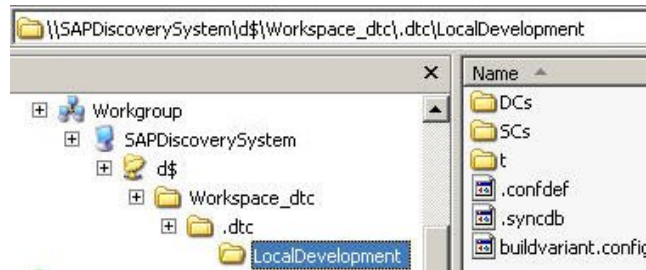 \\SAPDiscoverySystem\d$\Workspace_dtc\.dtc\LocalDevelopment
Name
Workgroup
SAPDiscoverySystem
d$
Workspace_dtc
.dtc
LocalDevelopment
DCs
SCs
t
.confdef
.syncdb
buildvariant.config